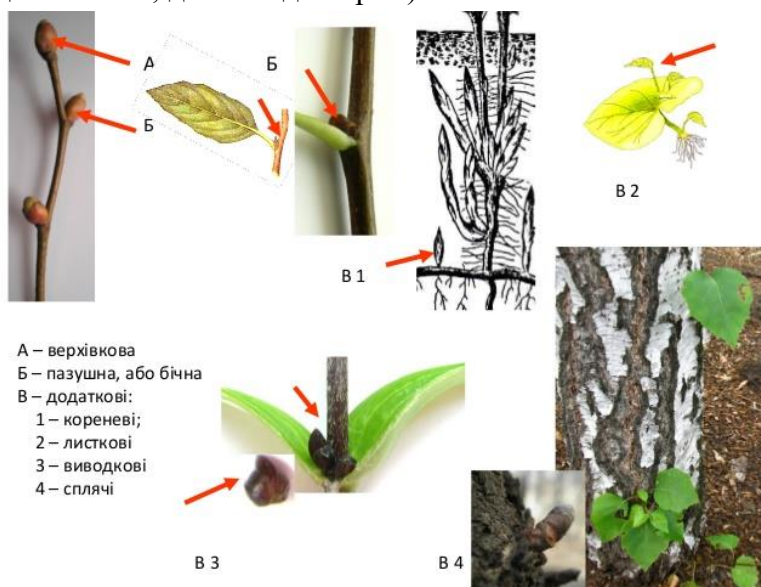 А
Б
Б
В 1
В 2
А – верхівкова
Б – пазушна, або бічна
В – додаткові:
1 – кореневі;
2 – листкові
3 – виводкові
4 – сплячі
В 3
В 4